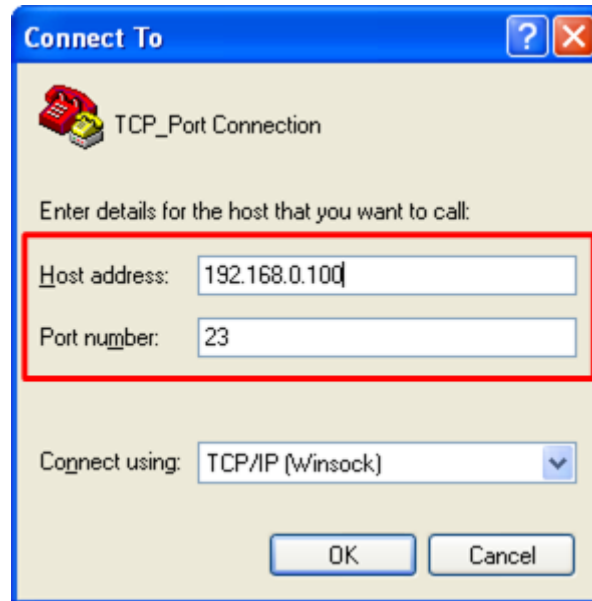 Connect To
TCP_Port Connection
Enter details for the host that you want to call:
Host address: 192.168.0.100
Port number: 23
Connect using: TCP/IP (Winsock)
OK Cancel